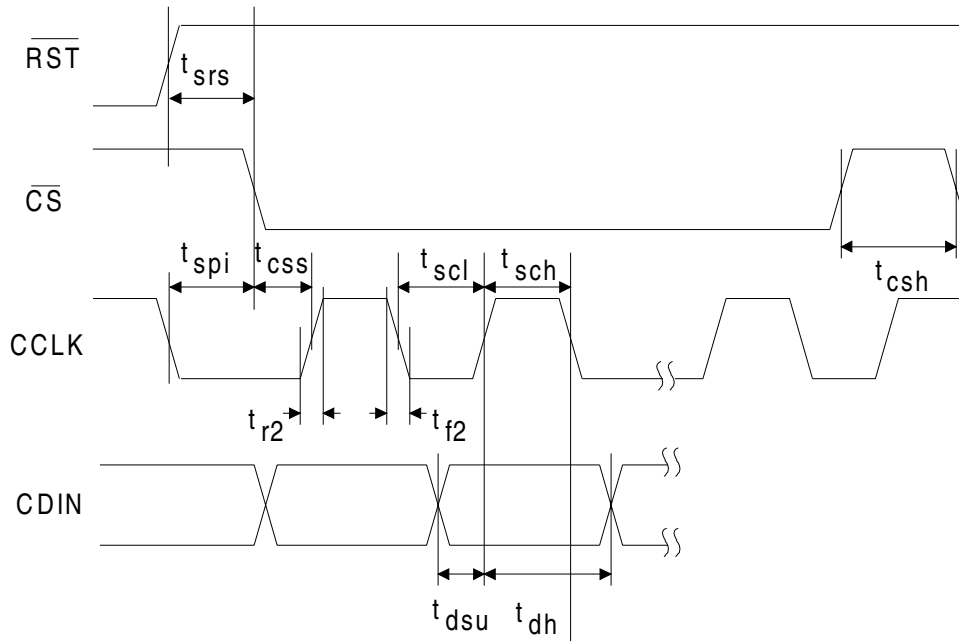 RST
t srs
CS
t spi
t css
t scl
t sch
t csh
CCLK
t r2
t f2
CDIN
t dsu
t dh